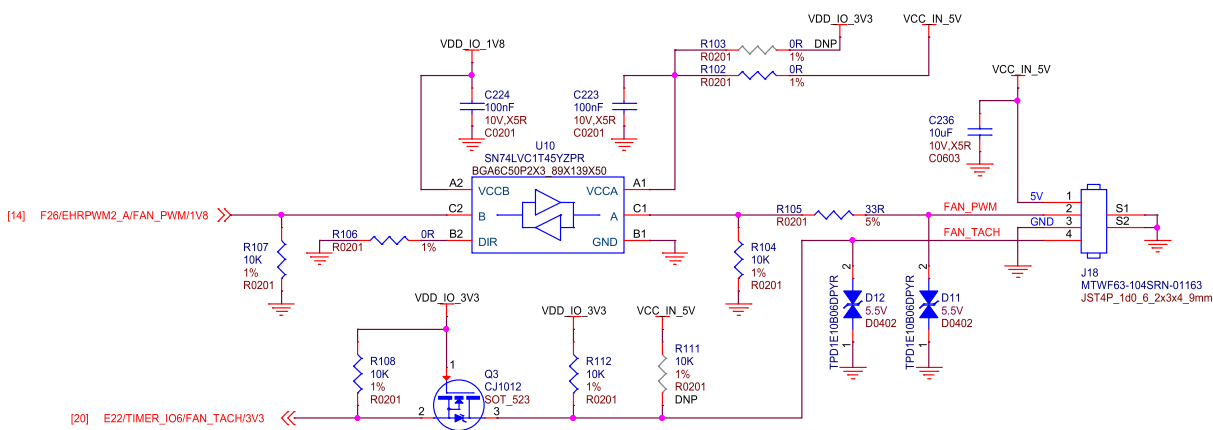 VDD_IO_3V3
VCC_IN_5V
VDD_IO_1V8
R103
R0201
0R
DNP
1%
R102
R0201
0R
1%
VCC_IN_5V
C224
100nF
10V,X5R
C0201
C223
100nF
10V,X5R
C0201
C236
10uF
10V,X5R
C0603
U10
SN74LVC1T45YZPR
BGA6C50P2X3_89X139X50
A2
VCCB
VCCA
A1
C2
B
A
C1
B2
DIR
GND
B1
[14]
F26/EHRPWM2_A/FAN_PWM/1V8
R107
10K
1%
R0201
R106
R0201
0R
1%
R105
R0201
33R
5%
R104
10K
1%
R0201
FAN_PWM
FAN_TACH
5V
GND
1
2
3
4
S1
S2
J18
MTWF63-104SRN-01163
JST4P_1d0_6_2x3x4_9mm
2
D12
5.5V
D0402
1
TPD1E10B06DPYR
2
D11
5.5V
D0402
1
TPD1E10B06DPYR
VDD_IO_3V3
VDD_IO_3V3
VCC_IN_5V
R108
10K
1%
R0201
1
Q3
CJ1012
SOT_523
2
3
R112
10K
1%
R0201
R111
10K
1%
R0201
DNP
[20]
E22/TIMER_IO6/FAN_TACH/3V3